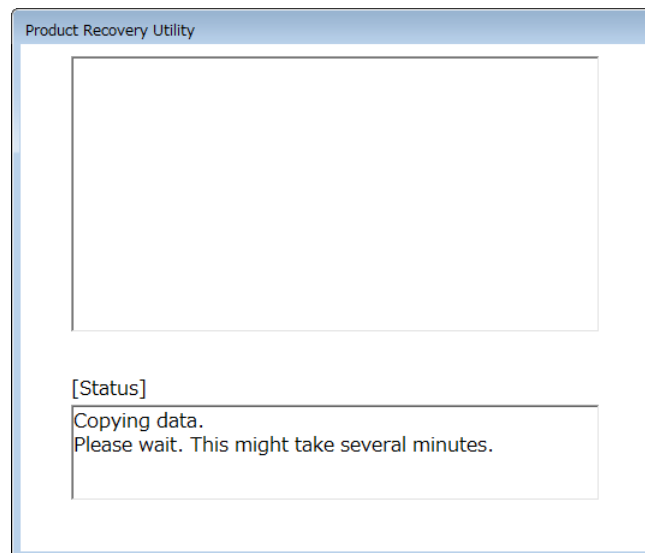 Product Recovery Utility
[Status]
Copying data.
Please wait. This might take several minutes.